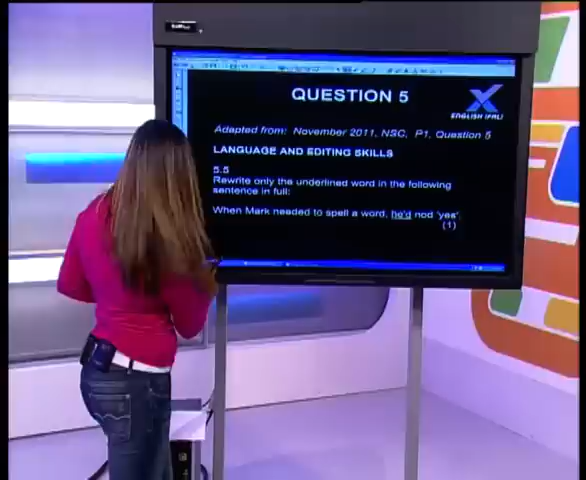 QUESTION 5
ENGLISH (FAL)
Adapted from: November 2011, NSC, P1, Question 5
LANGUAGE AND EDITING SKILLS
5.5
Rewrite only the underlined word in the following
sentence in full:
When Mark needed to spell a word, he'd nod 'yes'.
(1)